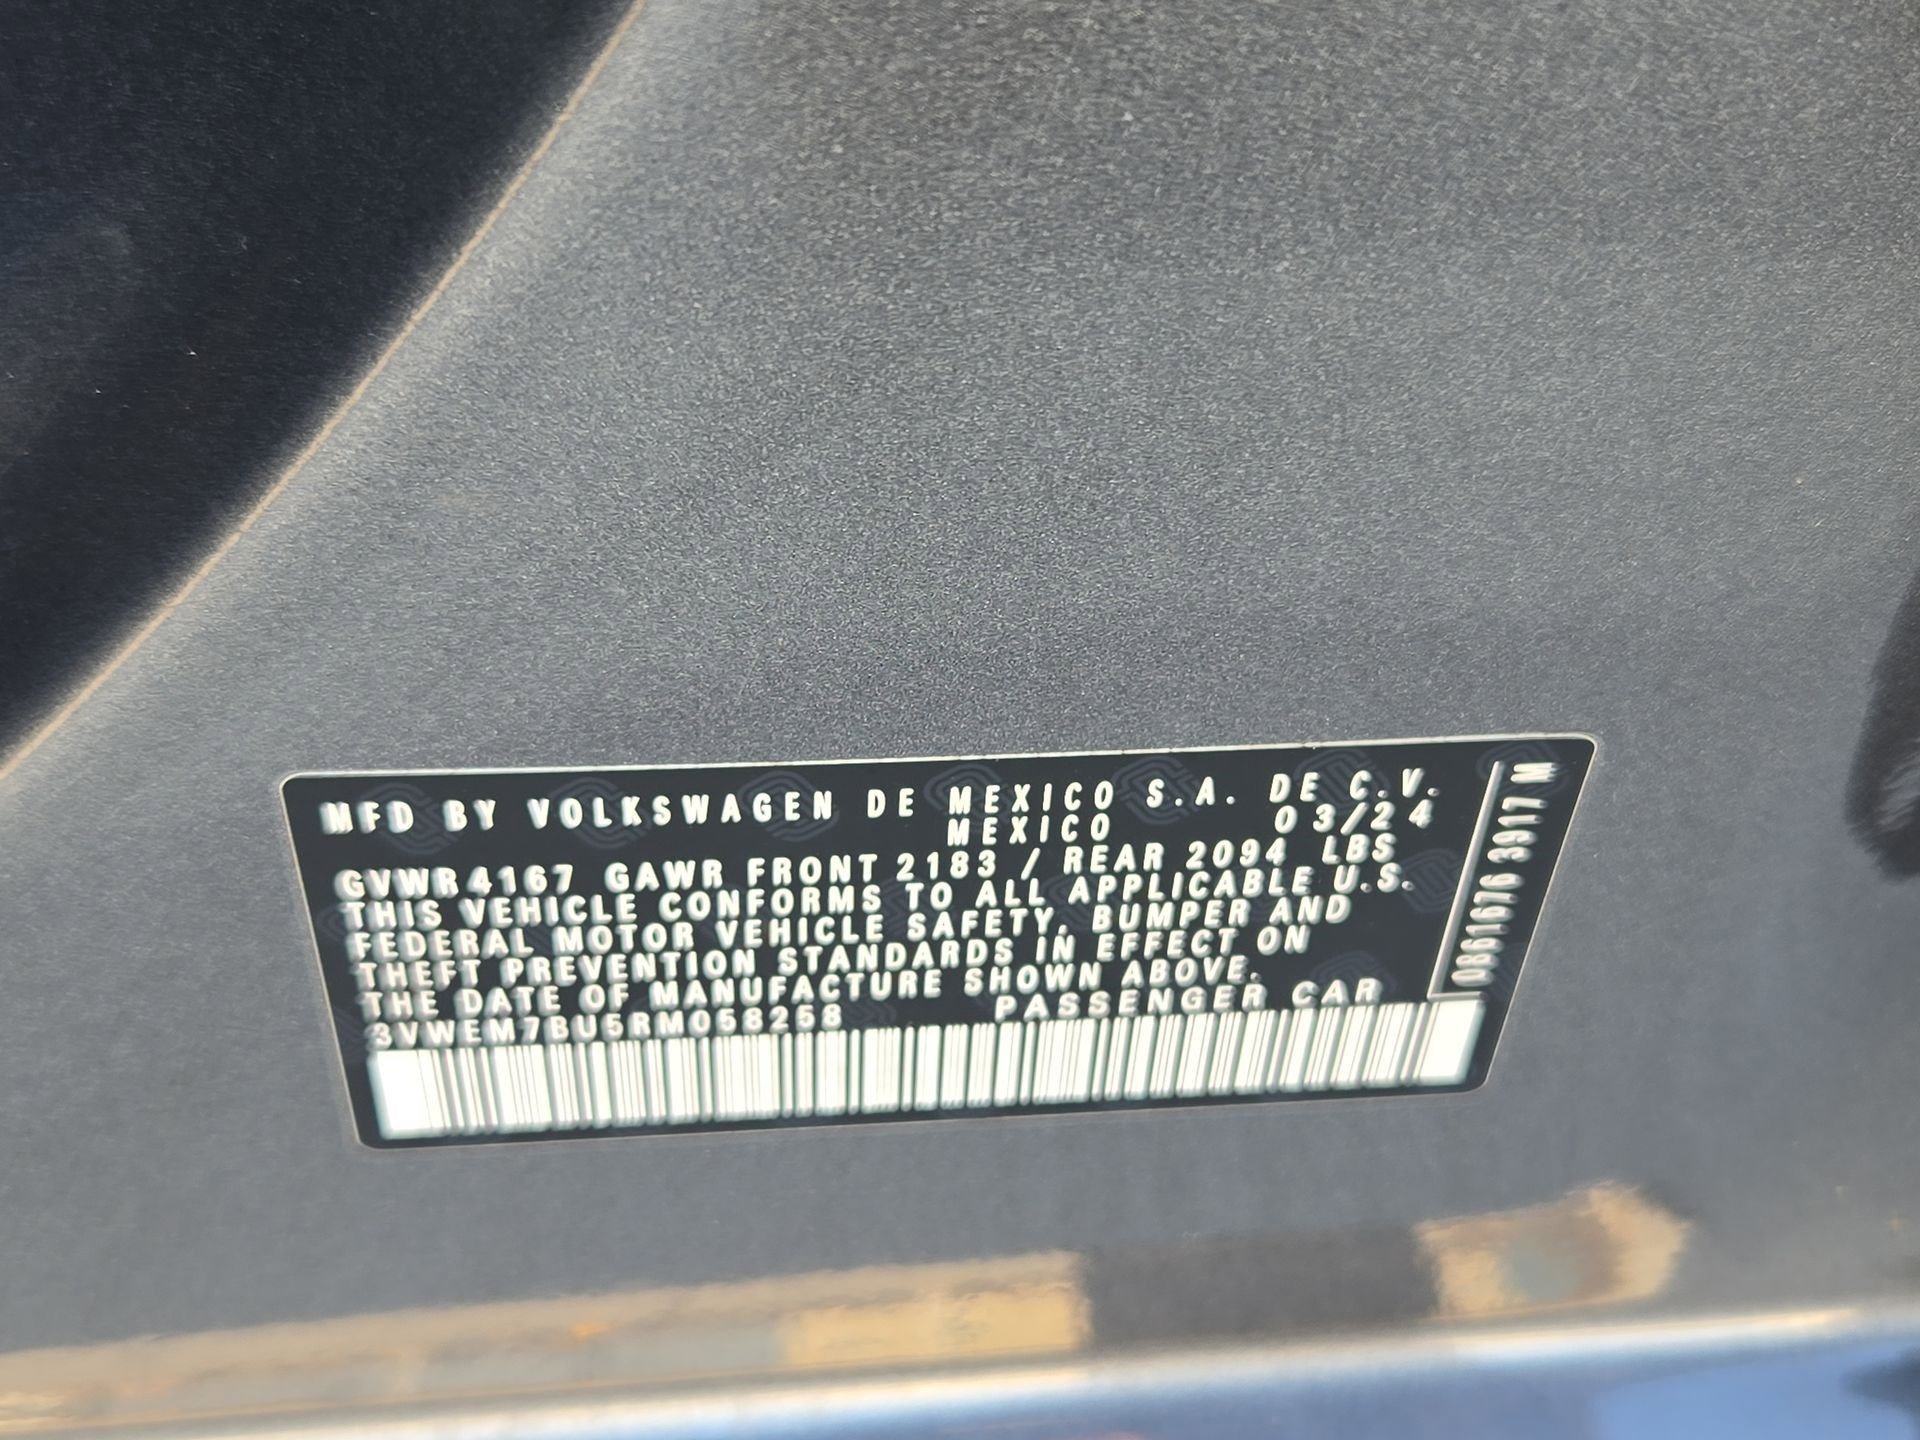 MFD BY VOLKSWAGEN DE MEXICO S.A. DE C.V.
MEXICO 03/24
GVWR 4167 GAWR FRONT 2183 / REAR 2094 LBS
THIS VEHICLE CONFORMS TO ALL APPLICABLE U.S.
FEDERAL MOTOR VEHICLE SAFETY, BUMPER AND
THEFT PREVENTION STANDARDS IN EFFECT ON
THE DATE OF MANUFACTURE SHOWN ABOVE.
3VWEM7BU5RM058258 PASSENGER CAR
0861676 3917 M